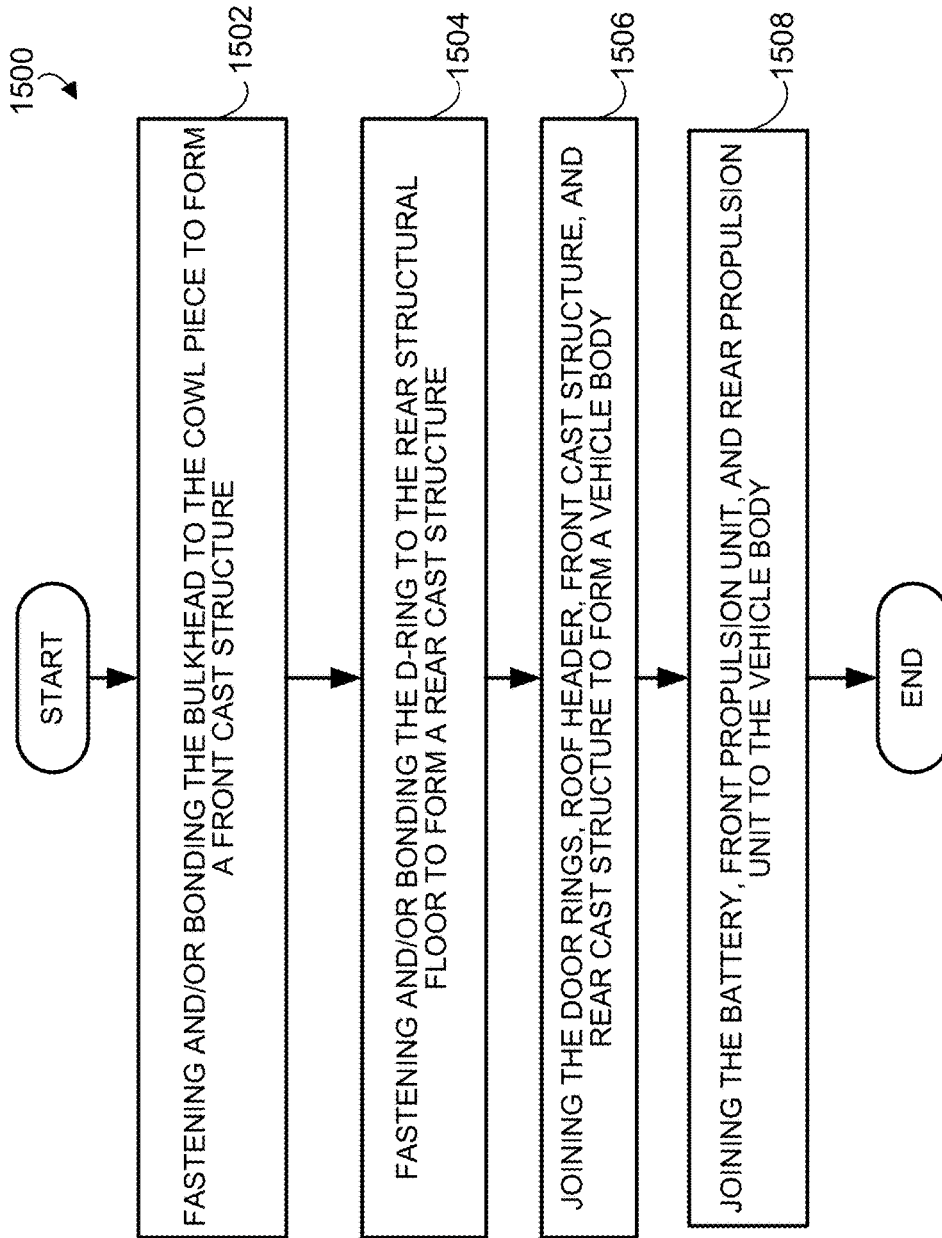 1500
START
FASTENING AND/OR BONDING THE BULKHEAD TO THE COWL PIECE TO FORM
A FRONT CAST STRUCTURE
1502
FASTENING AND/OR BONDING THE D-RING TO THE REAR STRUCTURAL
FLOOR TO FORM A REAR CAST STRUCTURE
1504
JOINING THE DOOR RINGS, ROOF HEADER, FRONT CAST STRUCTURE, AND
REAR CAST STRUCTURE TO FORM A VEHICLE BODY
1506
JOINING THE BATTERY, FRONT PROPULSION UNIT, AND REAR PROPULSION
UNIT TO THE VEHICLE BODY
1508
END